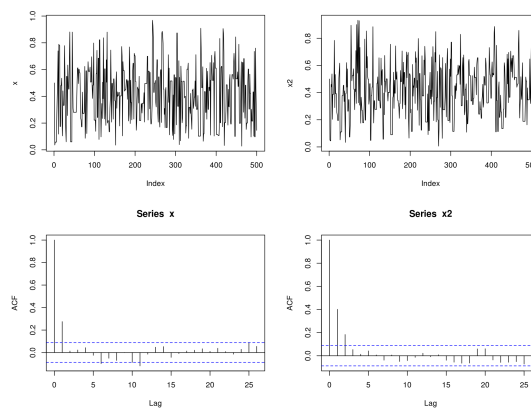 x
0.0 0.2 0.4 0.6 0.8 1.0
0 100 200 300 400 500
Index
x2
0.0 0.2 0.4 0.6 0.8
0 100 200 300 400
Index
Series x
ACF
0.0 0.2 0.4 0.6 0.8 1.0
0 5 10 15 20 25
Lag
Series x2
ACF
0.0 0.2 0.4 0.6 0.8 1.0
0 5 10 15 20 25
Lag